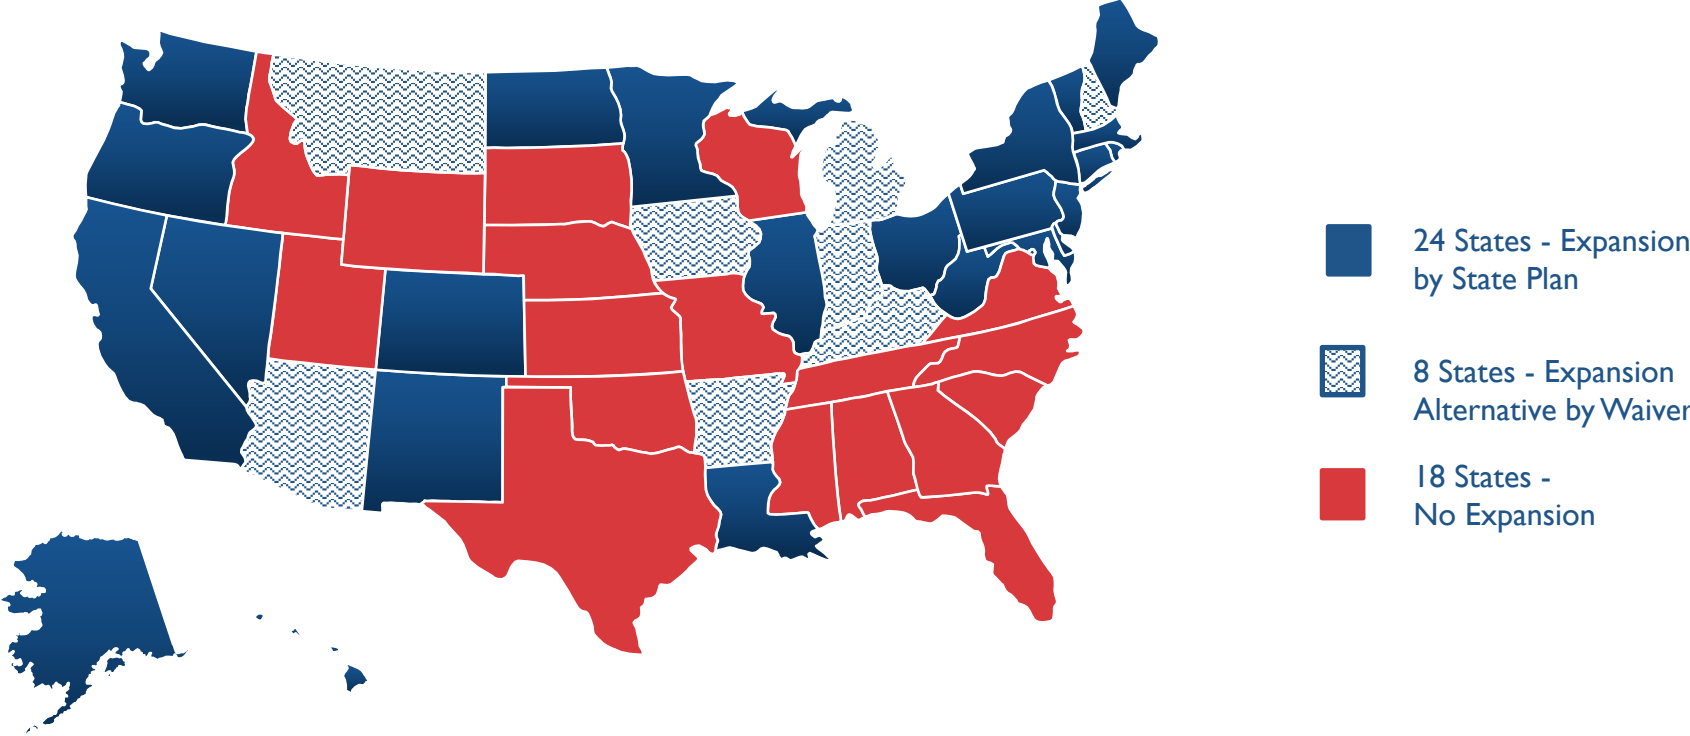 24 States - Expansion
by State Plan
8 States - Expansion
Alternative by Waiver
18 States -
No Expansion